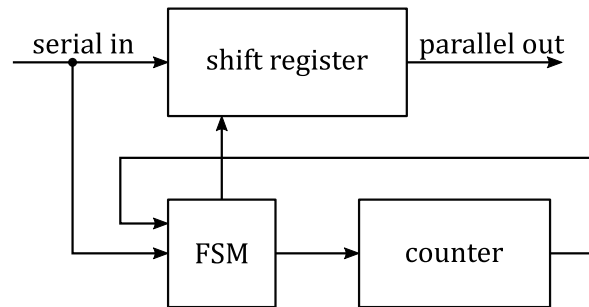 serial in
shift register
parallel out
FSM
counter